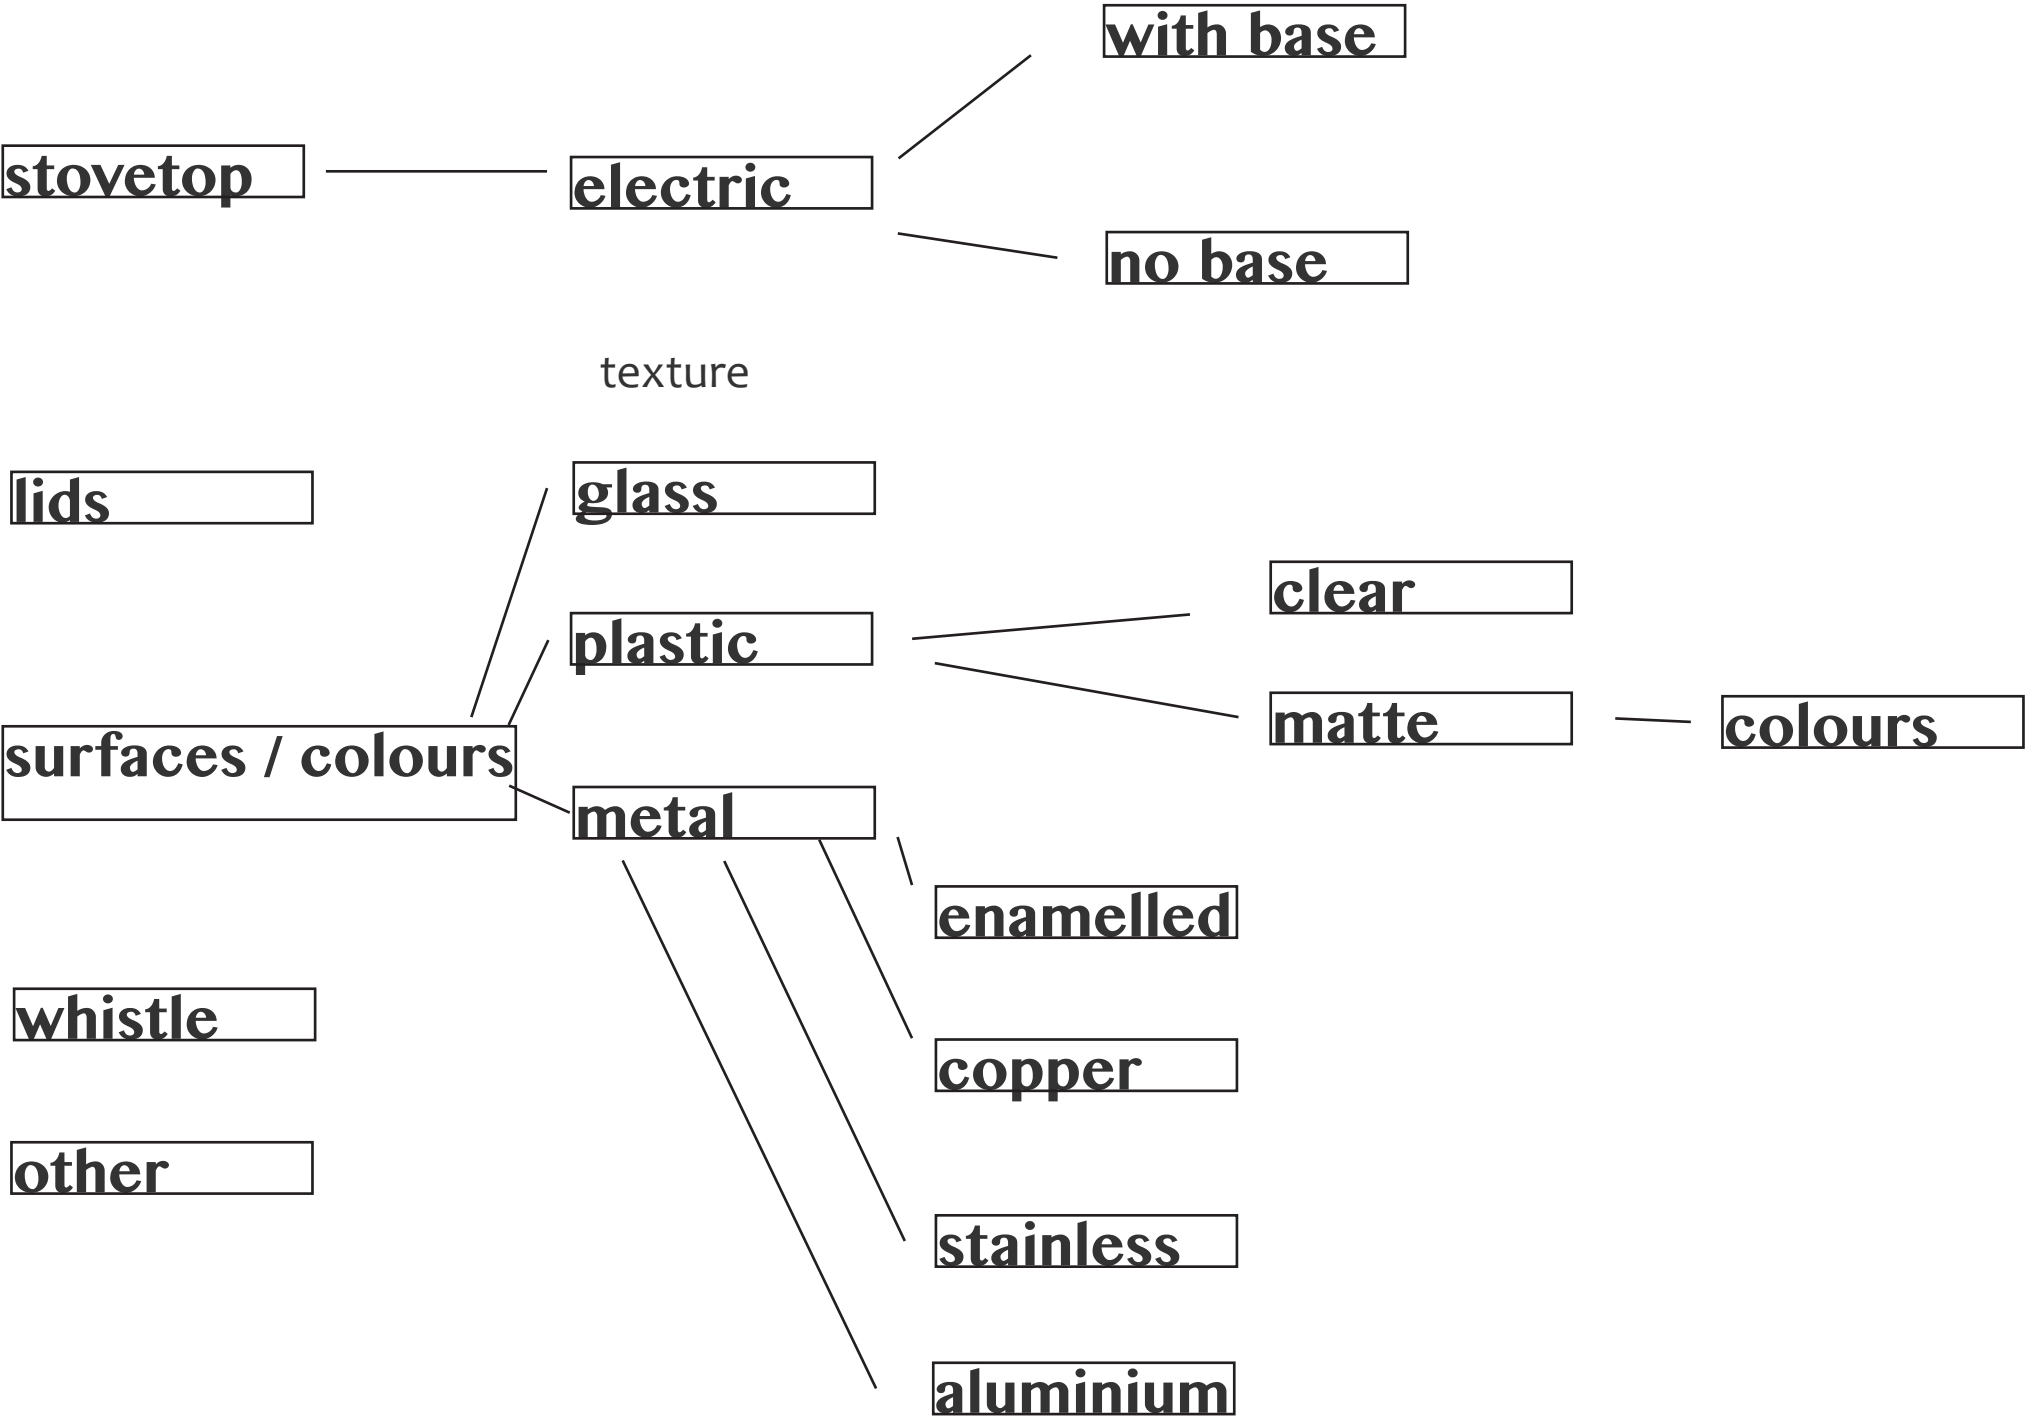 with base
stovetop
electric
no base
texture
lids
glass
clear
plastic
matte
colours
surfaces / colours
metal
enamelled
whistle
copper
other
stainless
aluminium